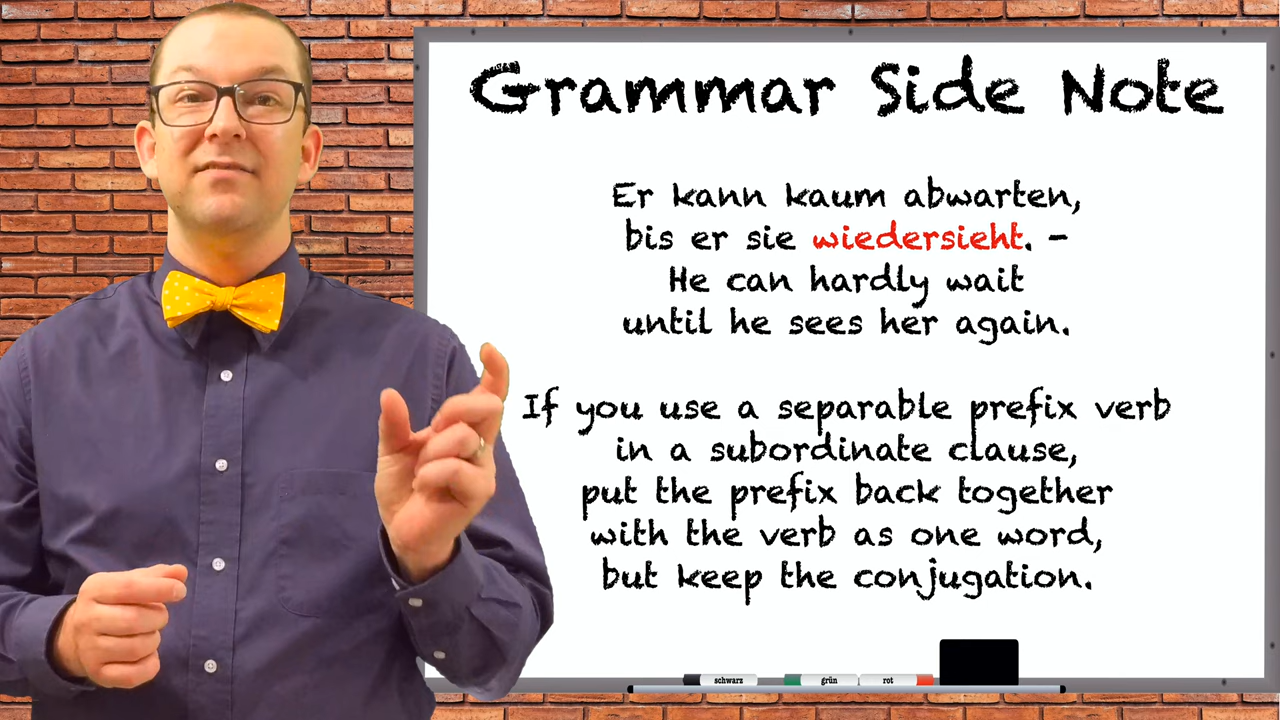 Grammar Side Note
Er kann kaum abwarten,
bis er sie wiedersieht. –
He can hardly wait
until he sees her again.
If you use a separable prefix verb
in a subordinate clause,
put the prefix back together
with the verb as one word,
but keep the conjugation.
schwarz
grün
rot